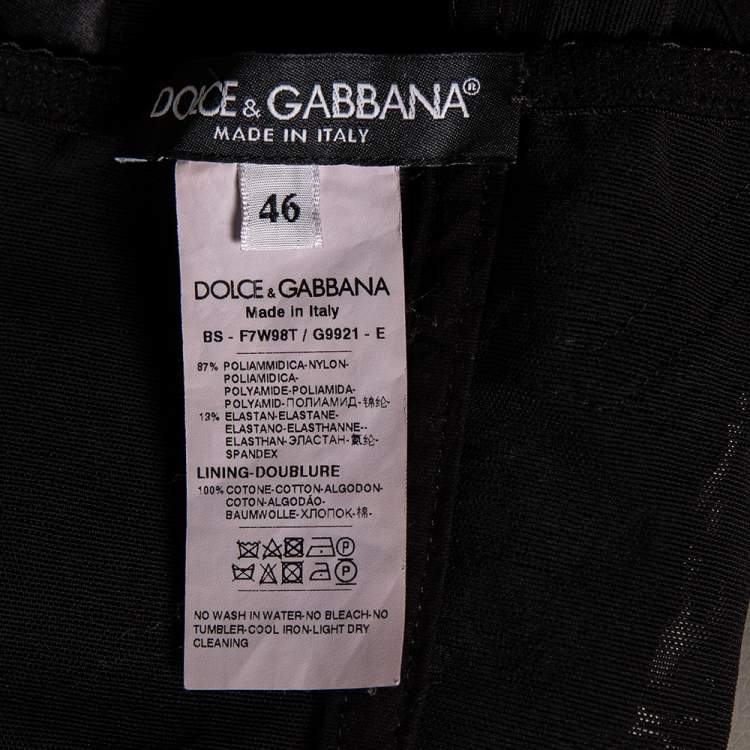 DOLCE & GABBANA®
MADE IN ITALY
46
DOLCE & GABBANA
Made in Italy
BS - F7W98T / G9921 - E
87% POLIAMMIDICA-NYLON-
POLIAMIDICA-
POLYAMIDE-POLIAMIDA-
POLYAMID-ПОЛИАМИД-锦纶-
13% ELASTAN-ELASTANE-
ELASTANO-ELASTHANNE--
ELASTHAN-ЭЛАСТАН-氨纶-
SPANDEX
LINING-DOUBLURE
100% COTONE-COTTON-ALGODON-
COTON-ALGODÃO-
BAUMWOLLE-ХЛОПОК-棉-
P
P
NO WASH IN WATER-NO BLEACH-NO
TUMBLER-COOL IRON-LIGHT DRY
CLEANING